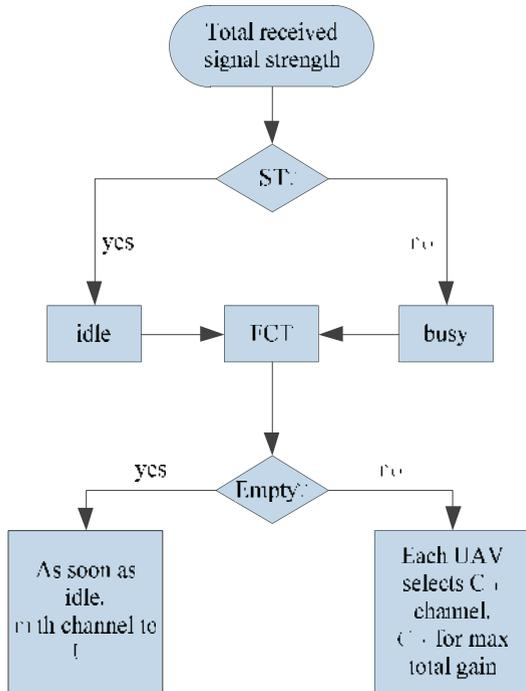 Total received
signal strength
yes
idle
busy
yes
Empty?
As soon as
idle,
th channel to
Each UAV
selects
channel,
for max
total gain